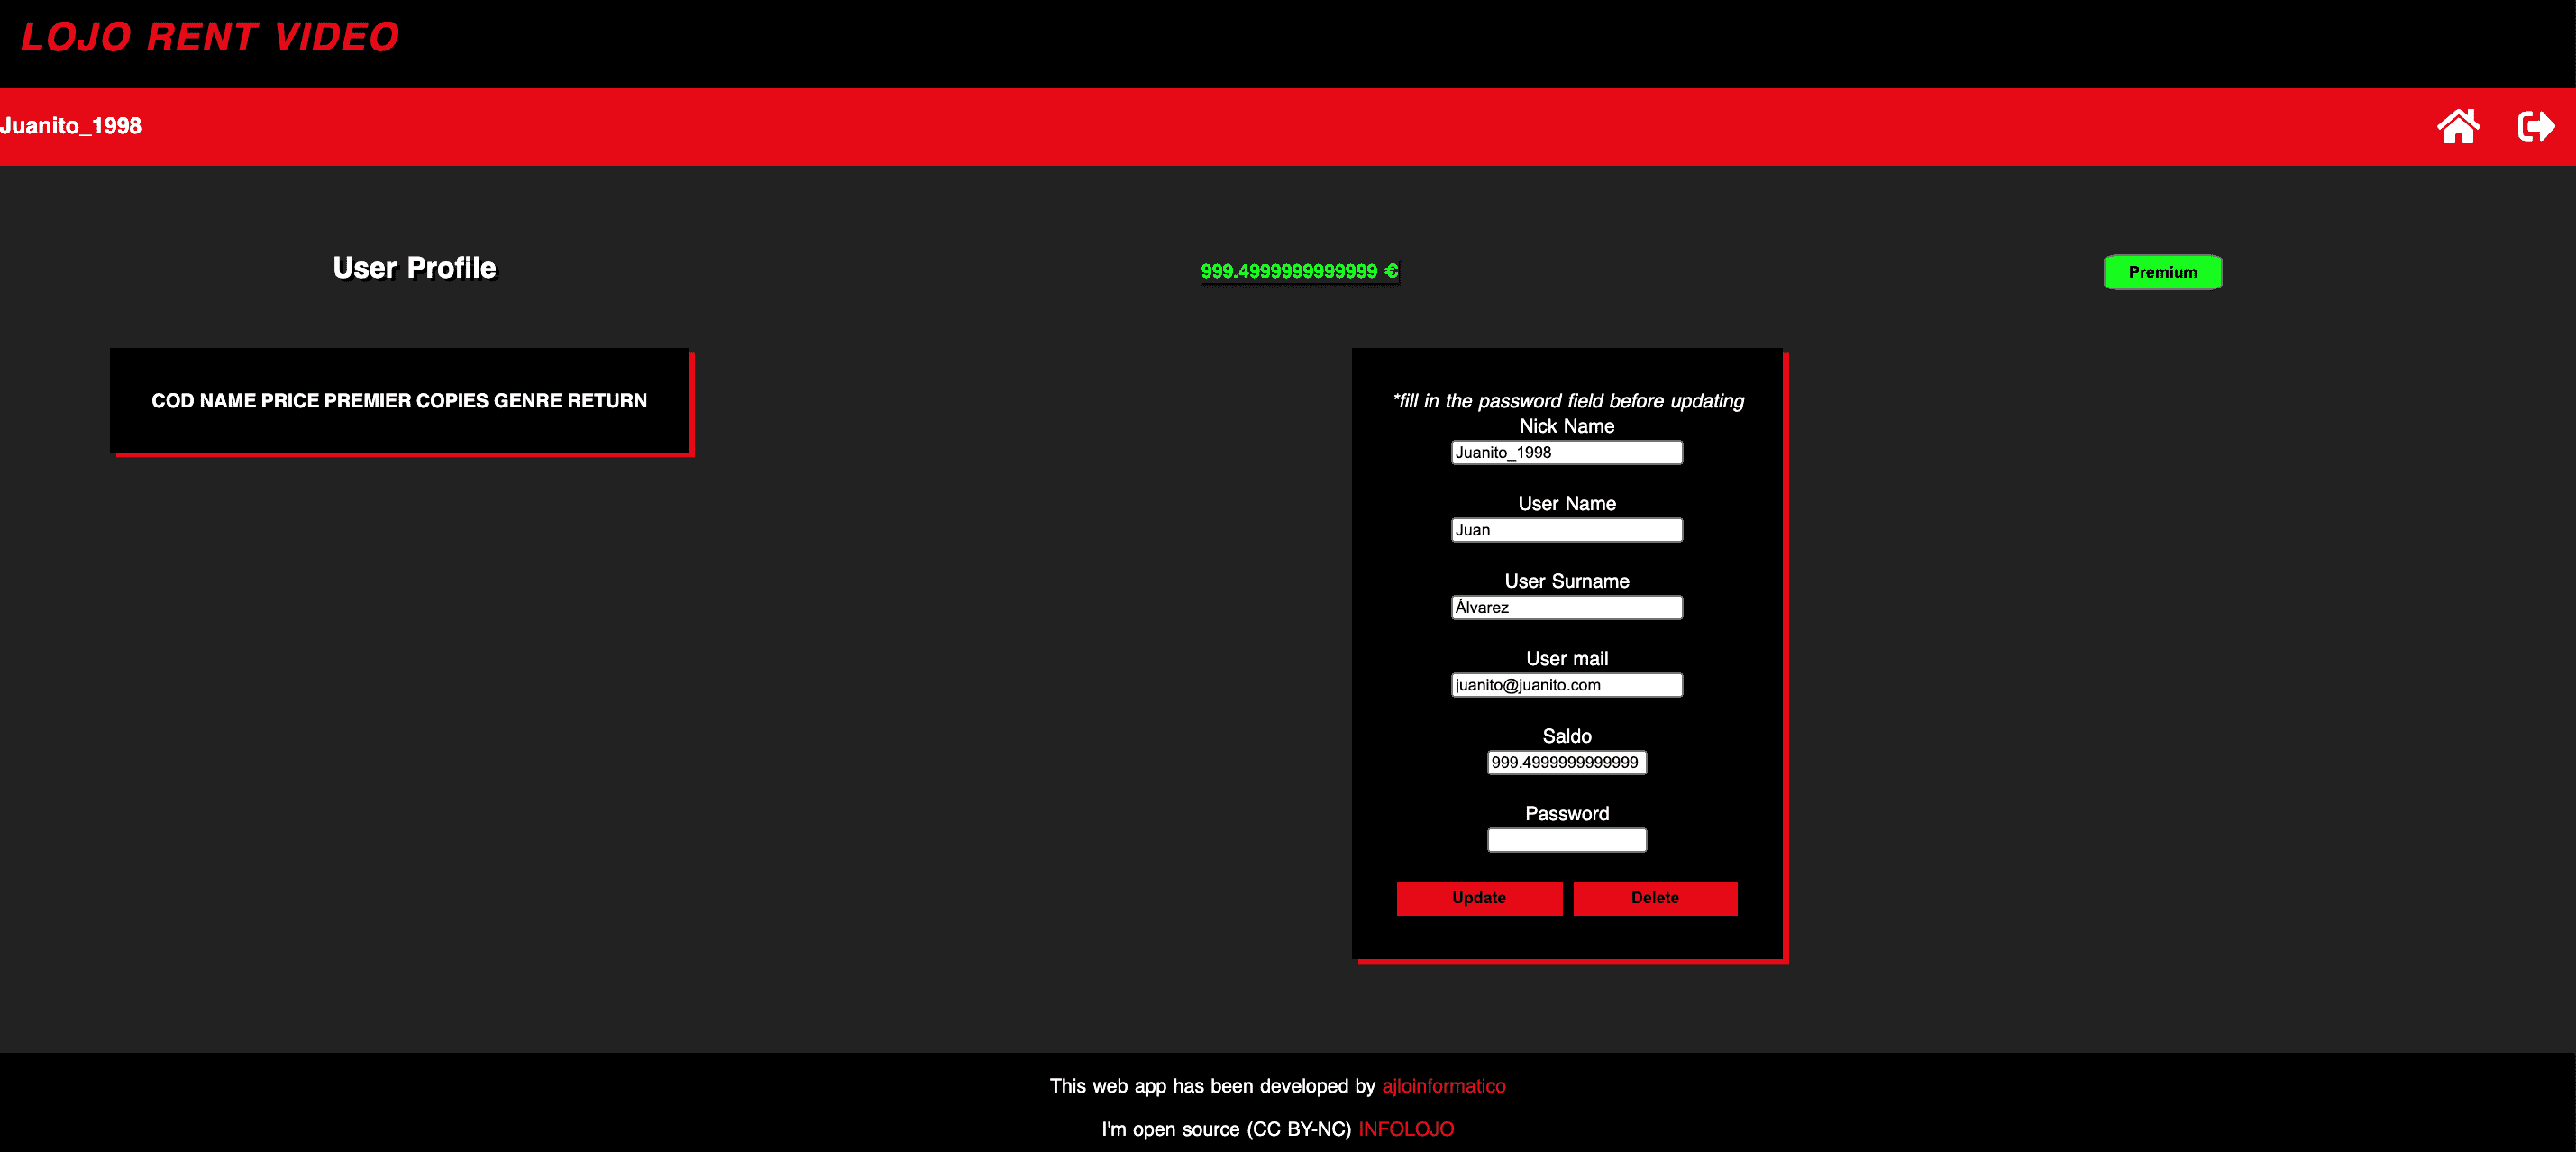 LOJO RENT VIDEO
Juanito_1998
User Profile
999.4999999999999 €
Premium
COD NAME PRICE PREMIER COPIES GENRE RETURN
*fill in the password field before updating
Nick Name
Juanito_1998
User Name
Juan
User Surname
Álvarez
User mail
juanito@juanito.com
Saldo
999.4999999999999
Password
Update Delete
This web app has been developed by ajloinformatico
I'm open source (CC BY-NC) INFOLOJO